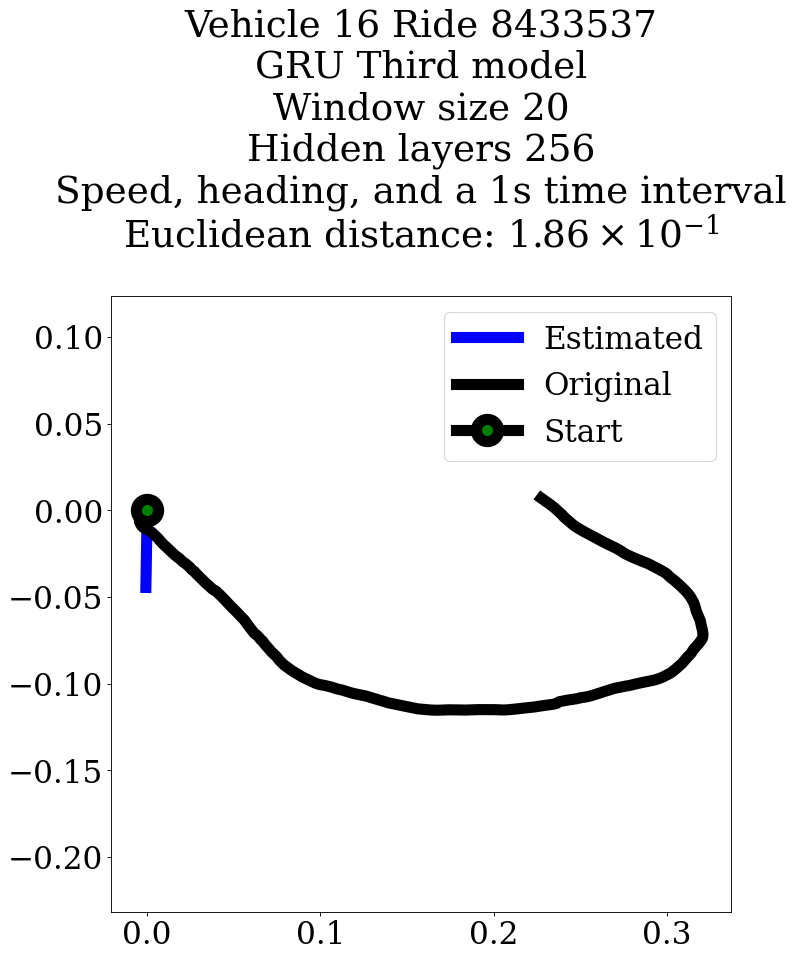 Vehicle 16 Ride 8433537
GRU Third model
Window size 20
Hidden layers 256
Speed, heading, and a 1s time interval
Euclidean distance: 1.86 × 10⁻¹
Estimated
Original
Start
0.10
0.05
0.00
−0.05
−0.10
−0.15
−0.20
0.0 0.1 0.2 0.3